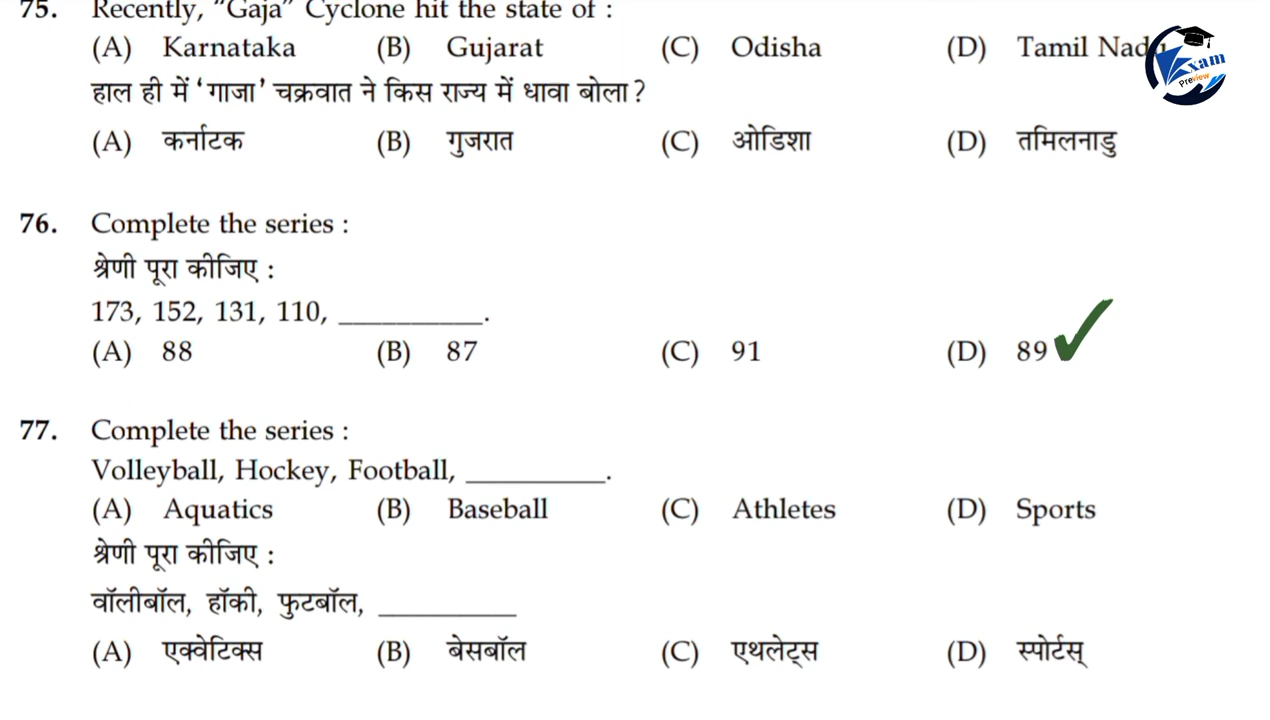 75. Recently, "Gaja" Cyclone hit the state of :
(A) Karnataka (B) Gujarat (C) Odisha (D) Tamil Nadu
हाल ही में ‘गाजा’ चक्रवात ने किस राज्य में धावा बोला?
(A) कर्नाटक (B) गुजरात (C) ओडिशा (D) तमिलनाडु
Exam
Preview
76. Complete the series :
श्रेणी पूरा कीजिए :
173, 152, 131, 110, __________.
(A) 88 (B) 87 (C) 91 (D) 89
77. Complete the series :
Volleyball, Hockey, Football, __________.
(A) Aquatics (B) Baseball (C) Athletes (D) Sports
श्रेणी पूरा कीजिए :
वॉलीबॉल, हॉकी, फुटबॉल, __________
(A) एक्वेटिक्स (B) बेसबॉल (C) एथलेट्स (D) स्पोर्टस्